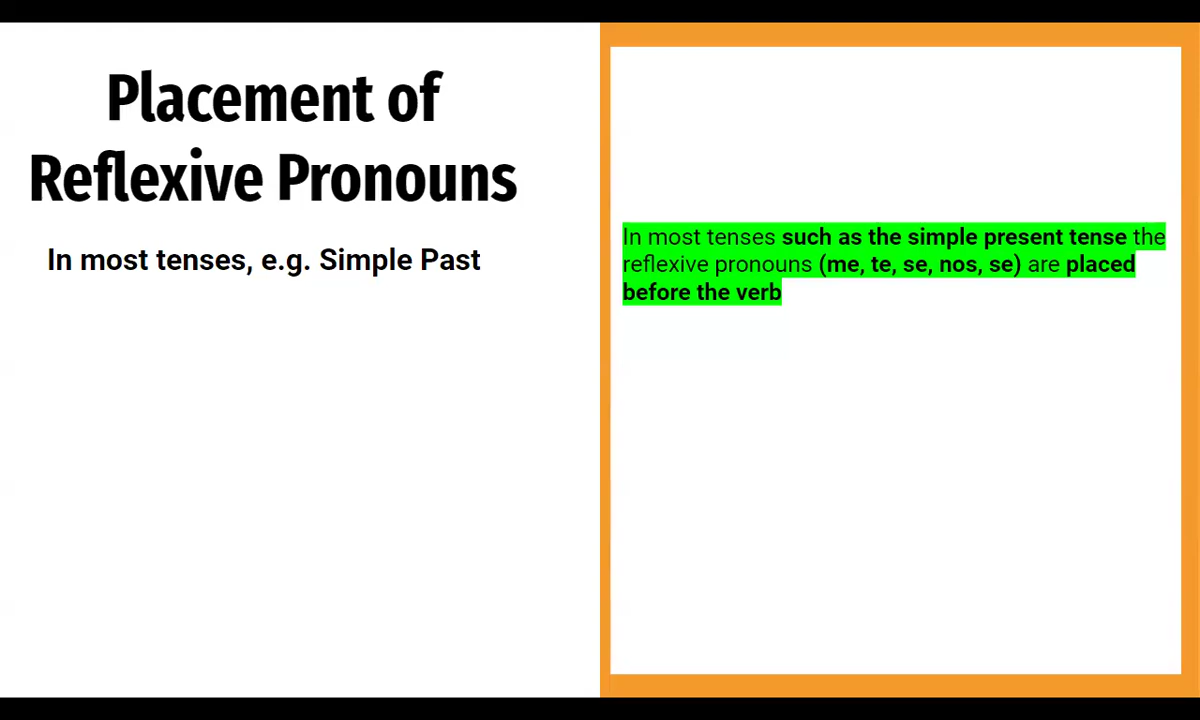 Placement of
Reflexive Pronouns
In most tenses, e.g. Simple Past
In most tenses such as the simple present tense the
reflexive pronouns (me, te, se, nos, se) are placed
before the verb